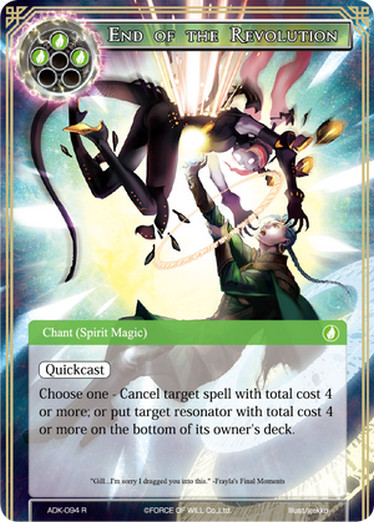 End of the Revolution
Chant (Spirit Magic)
Quickcast
Choose one - Cancel target spell with total cost 4
or more; or put target resonator with total cost 4
or more on the bottom of its owner's deck.
"Gill...I'm sorry I dragged you into this." -Frayla's Final Moments
ADK-094 R
©FORCE OF WILL Co.,Ltd.